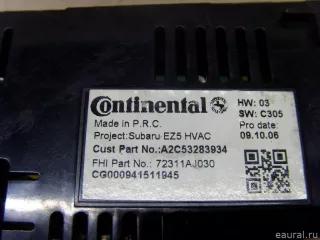 Continental
HW: 03
SW: C305
Made in P.R.C.
Pro date:
09.10.06
Project:Subaru EZ5 HVAC
Cust Part No.:A2C53283934
FHI Part No.: 72311AJ030
CG000941511945
eaural.ru